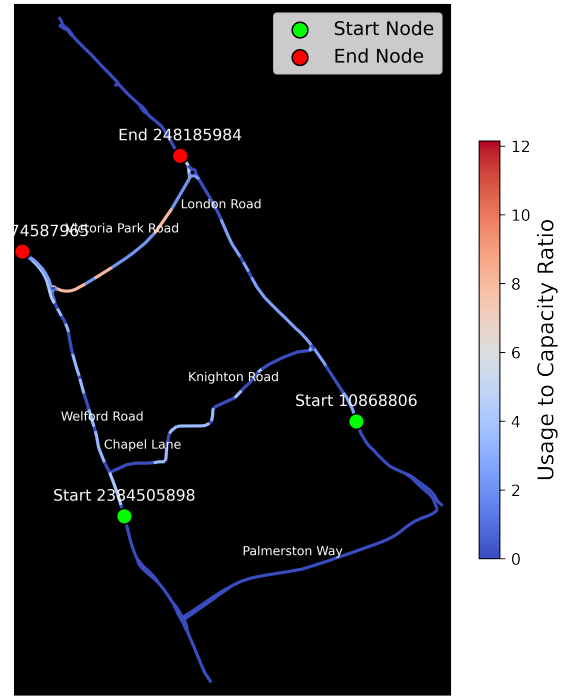 Start Node
End Node
End 248185984
London Road
74587965
Victoria Park Road
Knighton Road
Start 10868806
Welford Road
Chapel Lane
Start 2384505898
Palmerston Way
12
10
8
6
4
2
0
Usage to Capacity Ratio